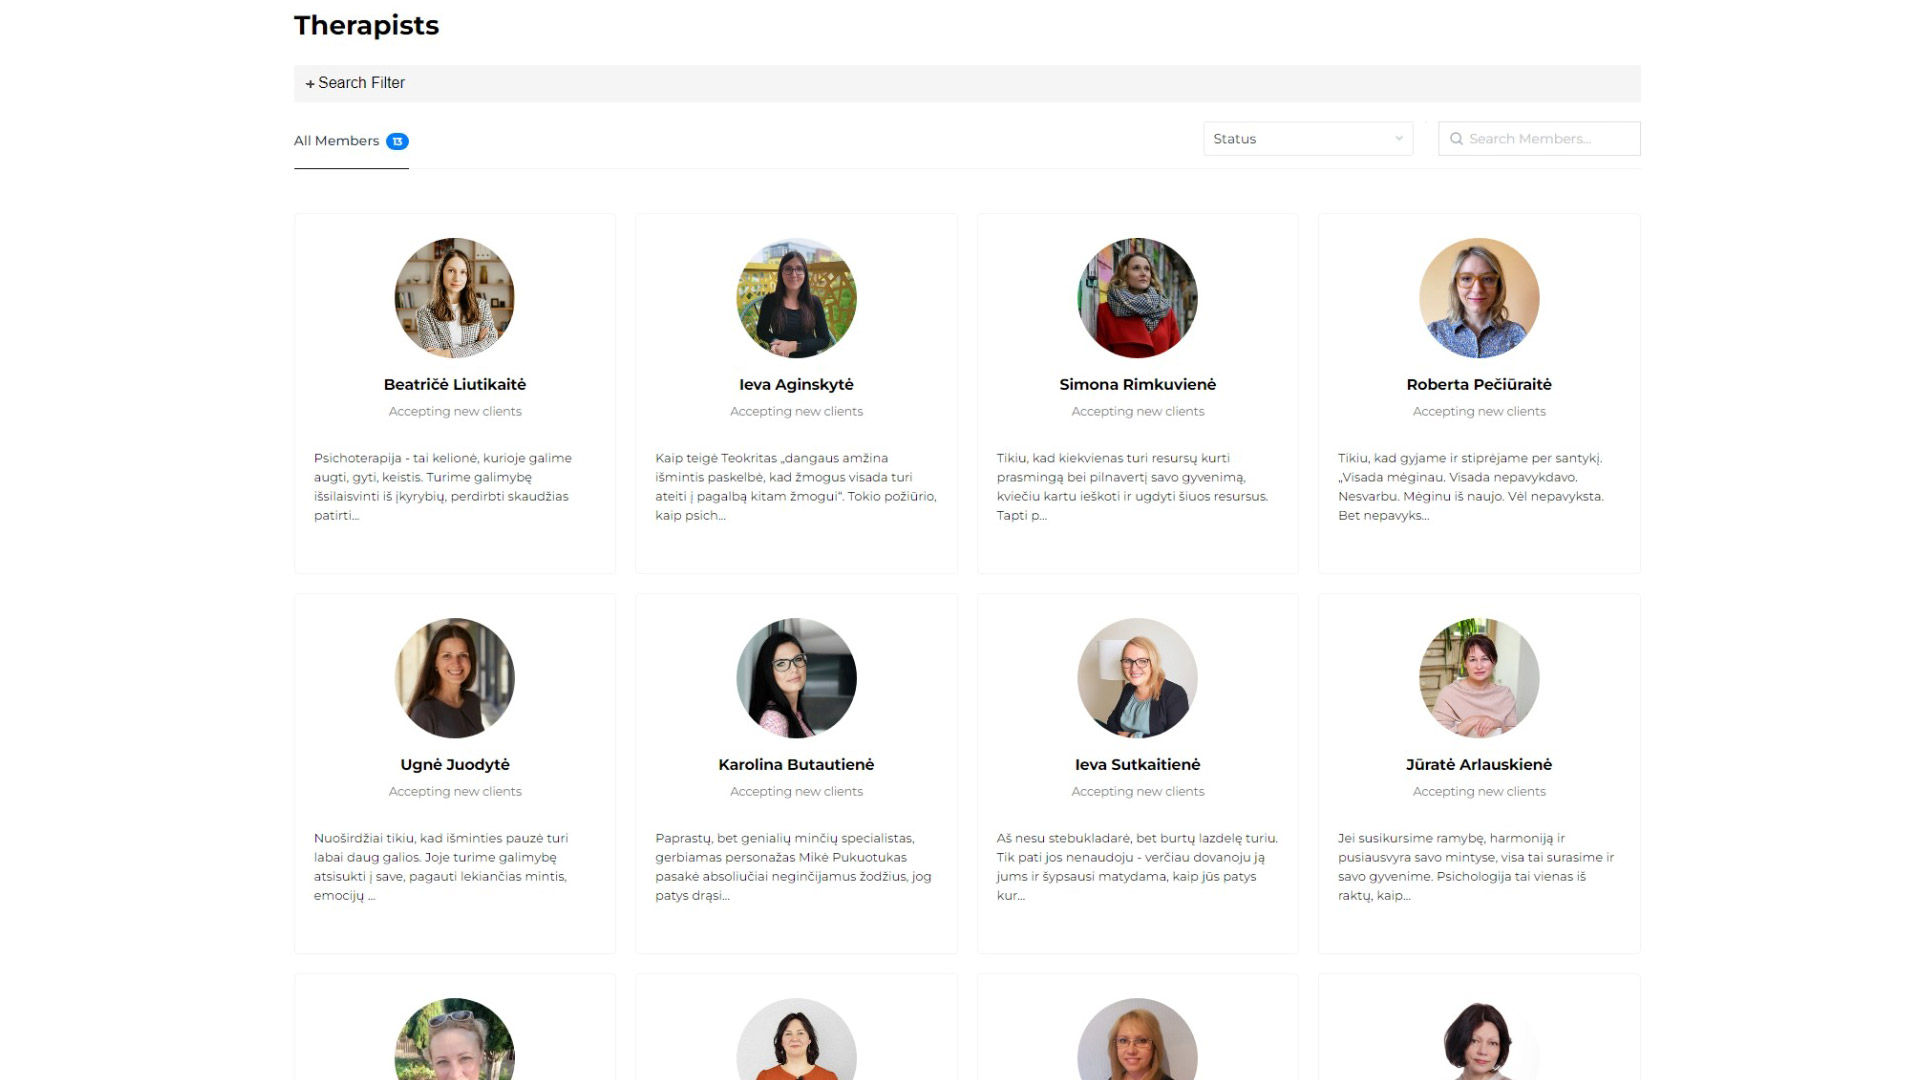 Therapists
+ Search Filter
All Members 13
Status
Search Members...
Beatričė Liutikaitė
Accepting new clients
Psichoterapija - tai kelionė, kurioje galime
augti, gyti, keistis. Turime galimybę
išsilaisvinti iš įkyrybių, perdirbti skaudžias
patirti...
Ieva Aginskytė
Accepting new clients
Kaip teigė Teokritas „dangaus amžina
išmintis paskelbė, kad žmogus visada turi
ateiti į pagalbą kitam žmogui“. Tokio požiūrio,
kaip psich...
Simona Rimkuvienė
Accepting new clients
Tikiu, kad kiekvienas turi resursų kurti
prasmingą bei pilnavertį savo gyvenimą,
kviečiu kartu ieškoti ir ugdyti šiuos resursus.
Tapti p...
Roberta Pečiūraitė
Accepting new clients
Tikiu, kad gyjame ir stiprėjame per santykį.
„Visada mėginau. Visada nepavykdavo.
Nesvarbu. Mėginu iš naujo. Vėl nepavyksta.
Bet nepavyks...
Ugnė Juodytė
Accepting new clients
Nuoširdžiai tikiu, kad išminties pauzė turi
labai daug galios. Joje turime galimybę
atsisukti į save, pagauti lekiančias mintis,
emocijų ...
Karolina Butautienė
Accepting new clients
Paprastų, bet genialių minčių specialistas,
gerbiamas personažas Mikė Pukuotukas
pasakė absoliučiai neginčijamus žodžius, jog
patys drąsi...
Ieva Sutkaitienė
Accepting new clients
Aš nesu stebukladarė, bet burtų lazdelę turiu.
Tik pati jos nenaudoju - verčiau dovanoju ją
jums ir šypsausi matydama, kaip jūs patys
kur...
Jūratė Arlauskienė
Accepting new clients
Jei susikursime ramybę, harmoniją ir
pusiausvyra savo mintyse, visa tai surasime ir
savo gyvenime. Psichologija tai vienas iš
raktų, kaip...